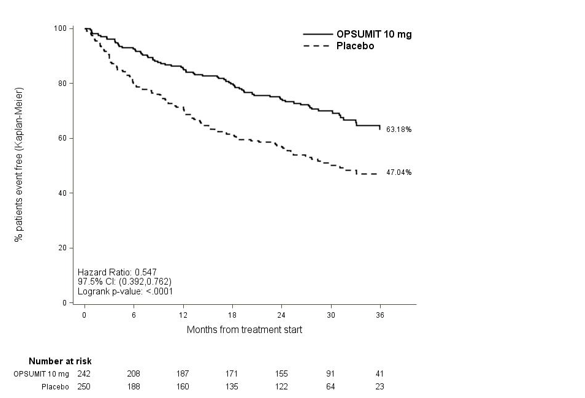 OPSUMIT 10 mg
Placebo
% patients event free (Kaplan-Meier)
100
80
60
40
20
0
63.18%
47.04%
Hazard Ratio: 0.547
97.5% CI: (0.392,0.762)
Logrank p-value: <.0001
0 6 12 18 24 30 36
Months from treatment start
Number at risk
OPSUMIT 10 mg 242 208 187 171 155 91 41
Placebo 250 188 160 135 122 64 23